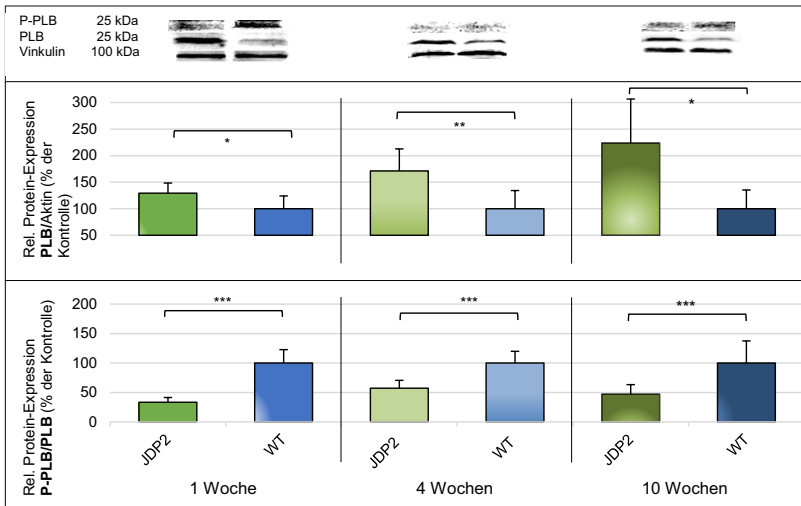 P-PLB 25 kDa
PLB 25 kDa
Vinkulin 100 kDa
Rel. Protein-Expression
PLB/Aktin (% der
Kontrolle)
300
250
200
150
100
50
*
**
*
Rel. Protein-Expression
P-PLB/PLB (% der Kontrolle)
200
150
100
50
0
***
***
***
JDP2
WT
JDP2
WT
JDP2
WT
1 Woche
4 Wochen
10 Wochen